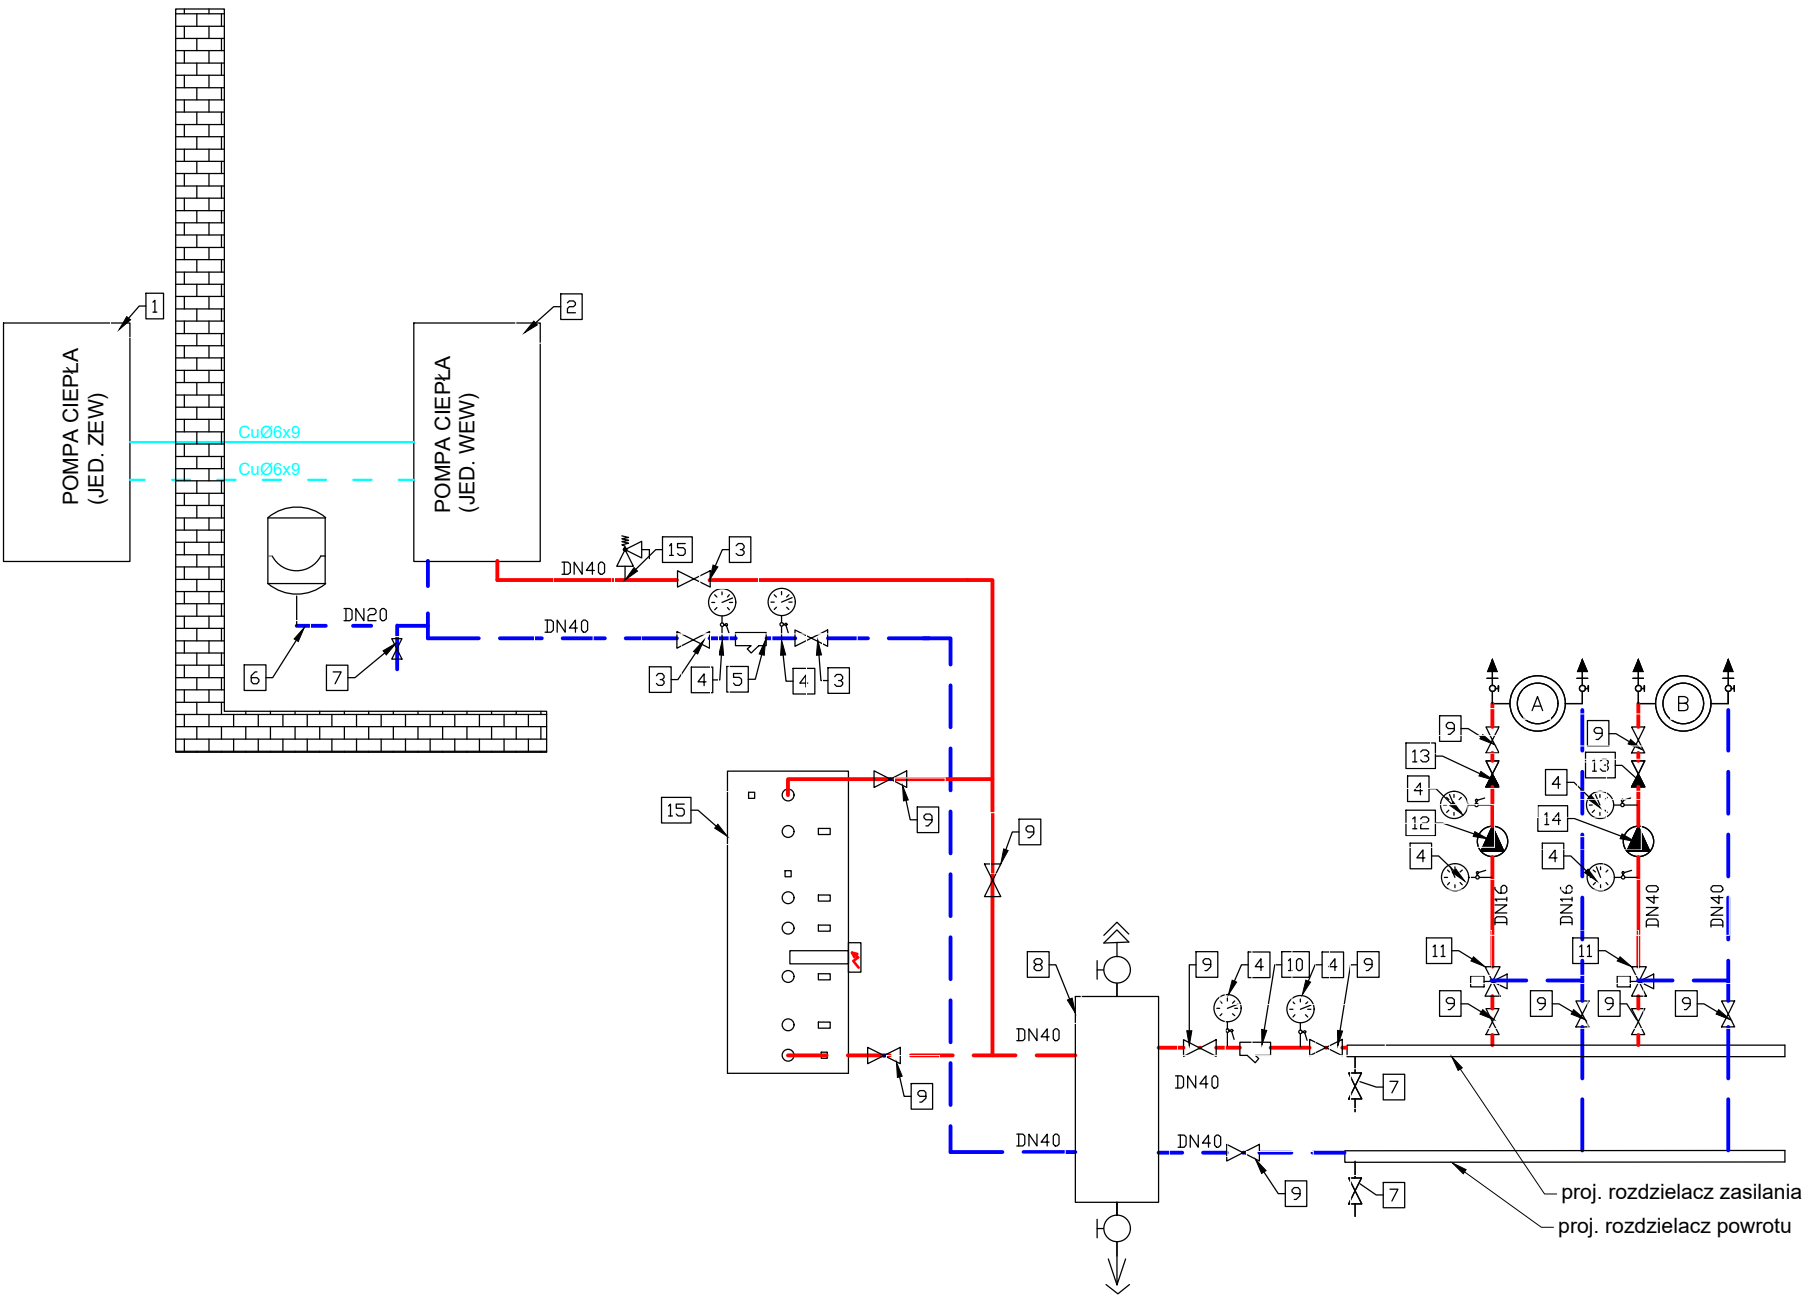 1
2
POMPA CIEPŁA
(JED. ZEW)
POMPA CIEPŁA
(JED. WEW)
CuØ6x9
CuØ6x9
DN40
15
3
DN20
DN40
6
7
3
4
5
4
3
A
B
9
9
13
13
4
4
12
14
4
4
DN16
DN16
DN40
DN40
15
9
9
11
11
8
9
4
10
4
9
9
9
9
9
DN40
DN40
9
7
DN40
DN40
9
7
proj. rozdzielacz zasilania
proj. rozdzielacz powrotu